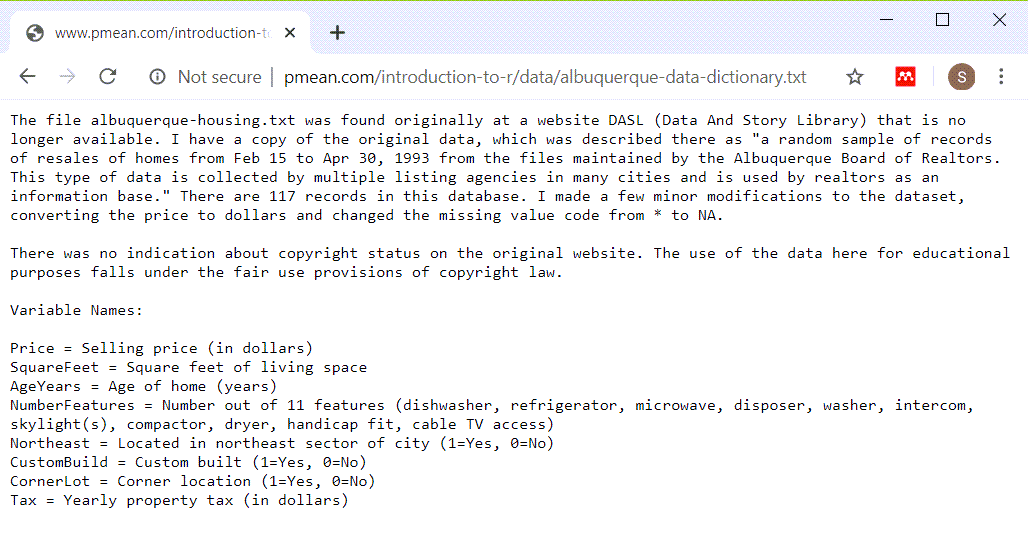 www.pmean.com/introduction-t
Not secure | pmean.com/introduction-to-r/data/albuquerque-data-dictionary.txt
S
The file albuquerque-housing.txt was found originally at a website DASL (Data And Story Library) that is no
longer available. I have a copy of the original data, which was described there as "a random sample of records
of resales of homes from Feb 15 to Apr 30, 1993 from the files maintained by the Albuquerque Board of Realtors.
This type of data is collected by multiple listing agencies in many cities and is used by realtors as an
information base." There are 117 records in this database. I made a few minor modifications to the dataset,
converting the price to dollars and changed the missing value code from * to NA.
There was no indication about copyright status on the original website. The use of the data here for educational
purposes falls under the fair use provisions of copyright law.
Variable Names:
Price = Selling price (in dollars)
SquareFeet = Square feet of living space
AgeYears = Age of home (years)
NumberFeatures = Number out of 11 features (dishwasher, refrigerator, microwave, disposer, washer, intercom,
skylight(s), compactor, dryer, handicap fit, cable TV access)
Northeast = Located in northeast sector of city (1=Yes, 0=No)
CustomBuild = Custom built (1=Yes, 0=No)
CornerLot = Corner location (1=Yes, 0=No)
Tax = Yearly property tax (in dollars)